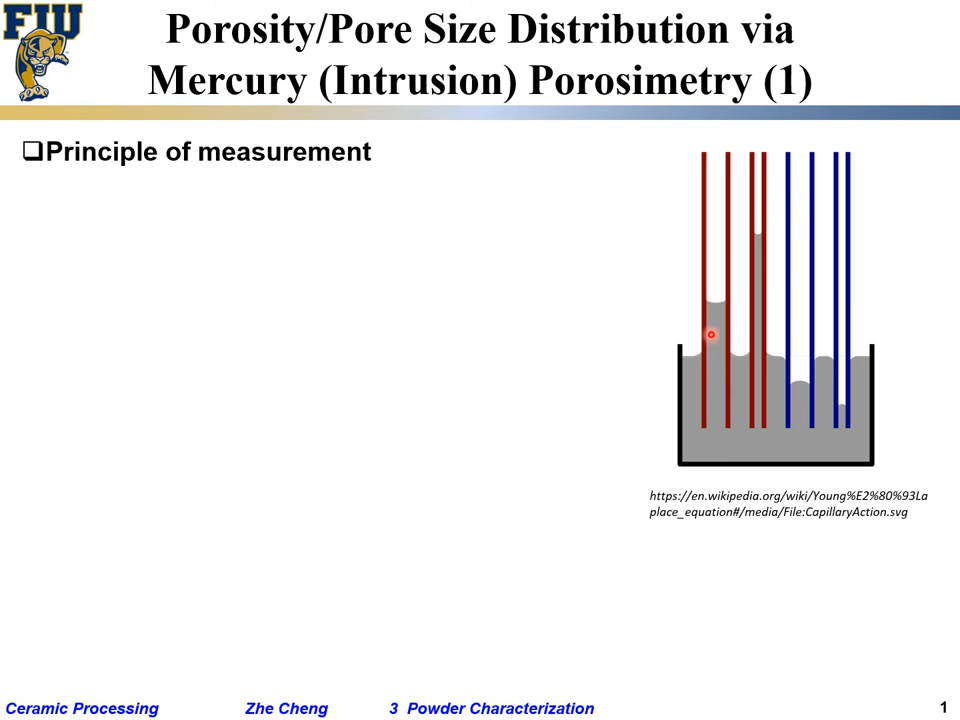 FIU
Porosity/Pore Size Distribution via
Mercury (Intrusion) Porosimetry (1)
❑Principle of measurement
https://en.wikipedia.org/wiki/Young%E2%80%93La
place_equation#/media/File:CapillaryAction.svg
Ceramic Processing Zhe Cheng 3 Powder Characterization 1